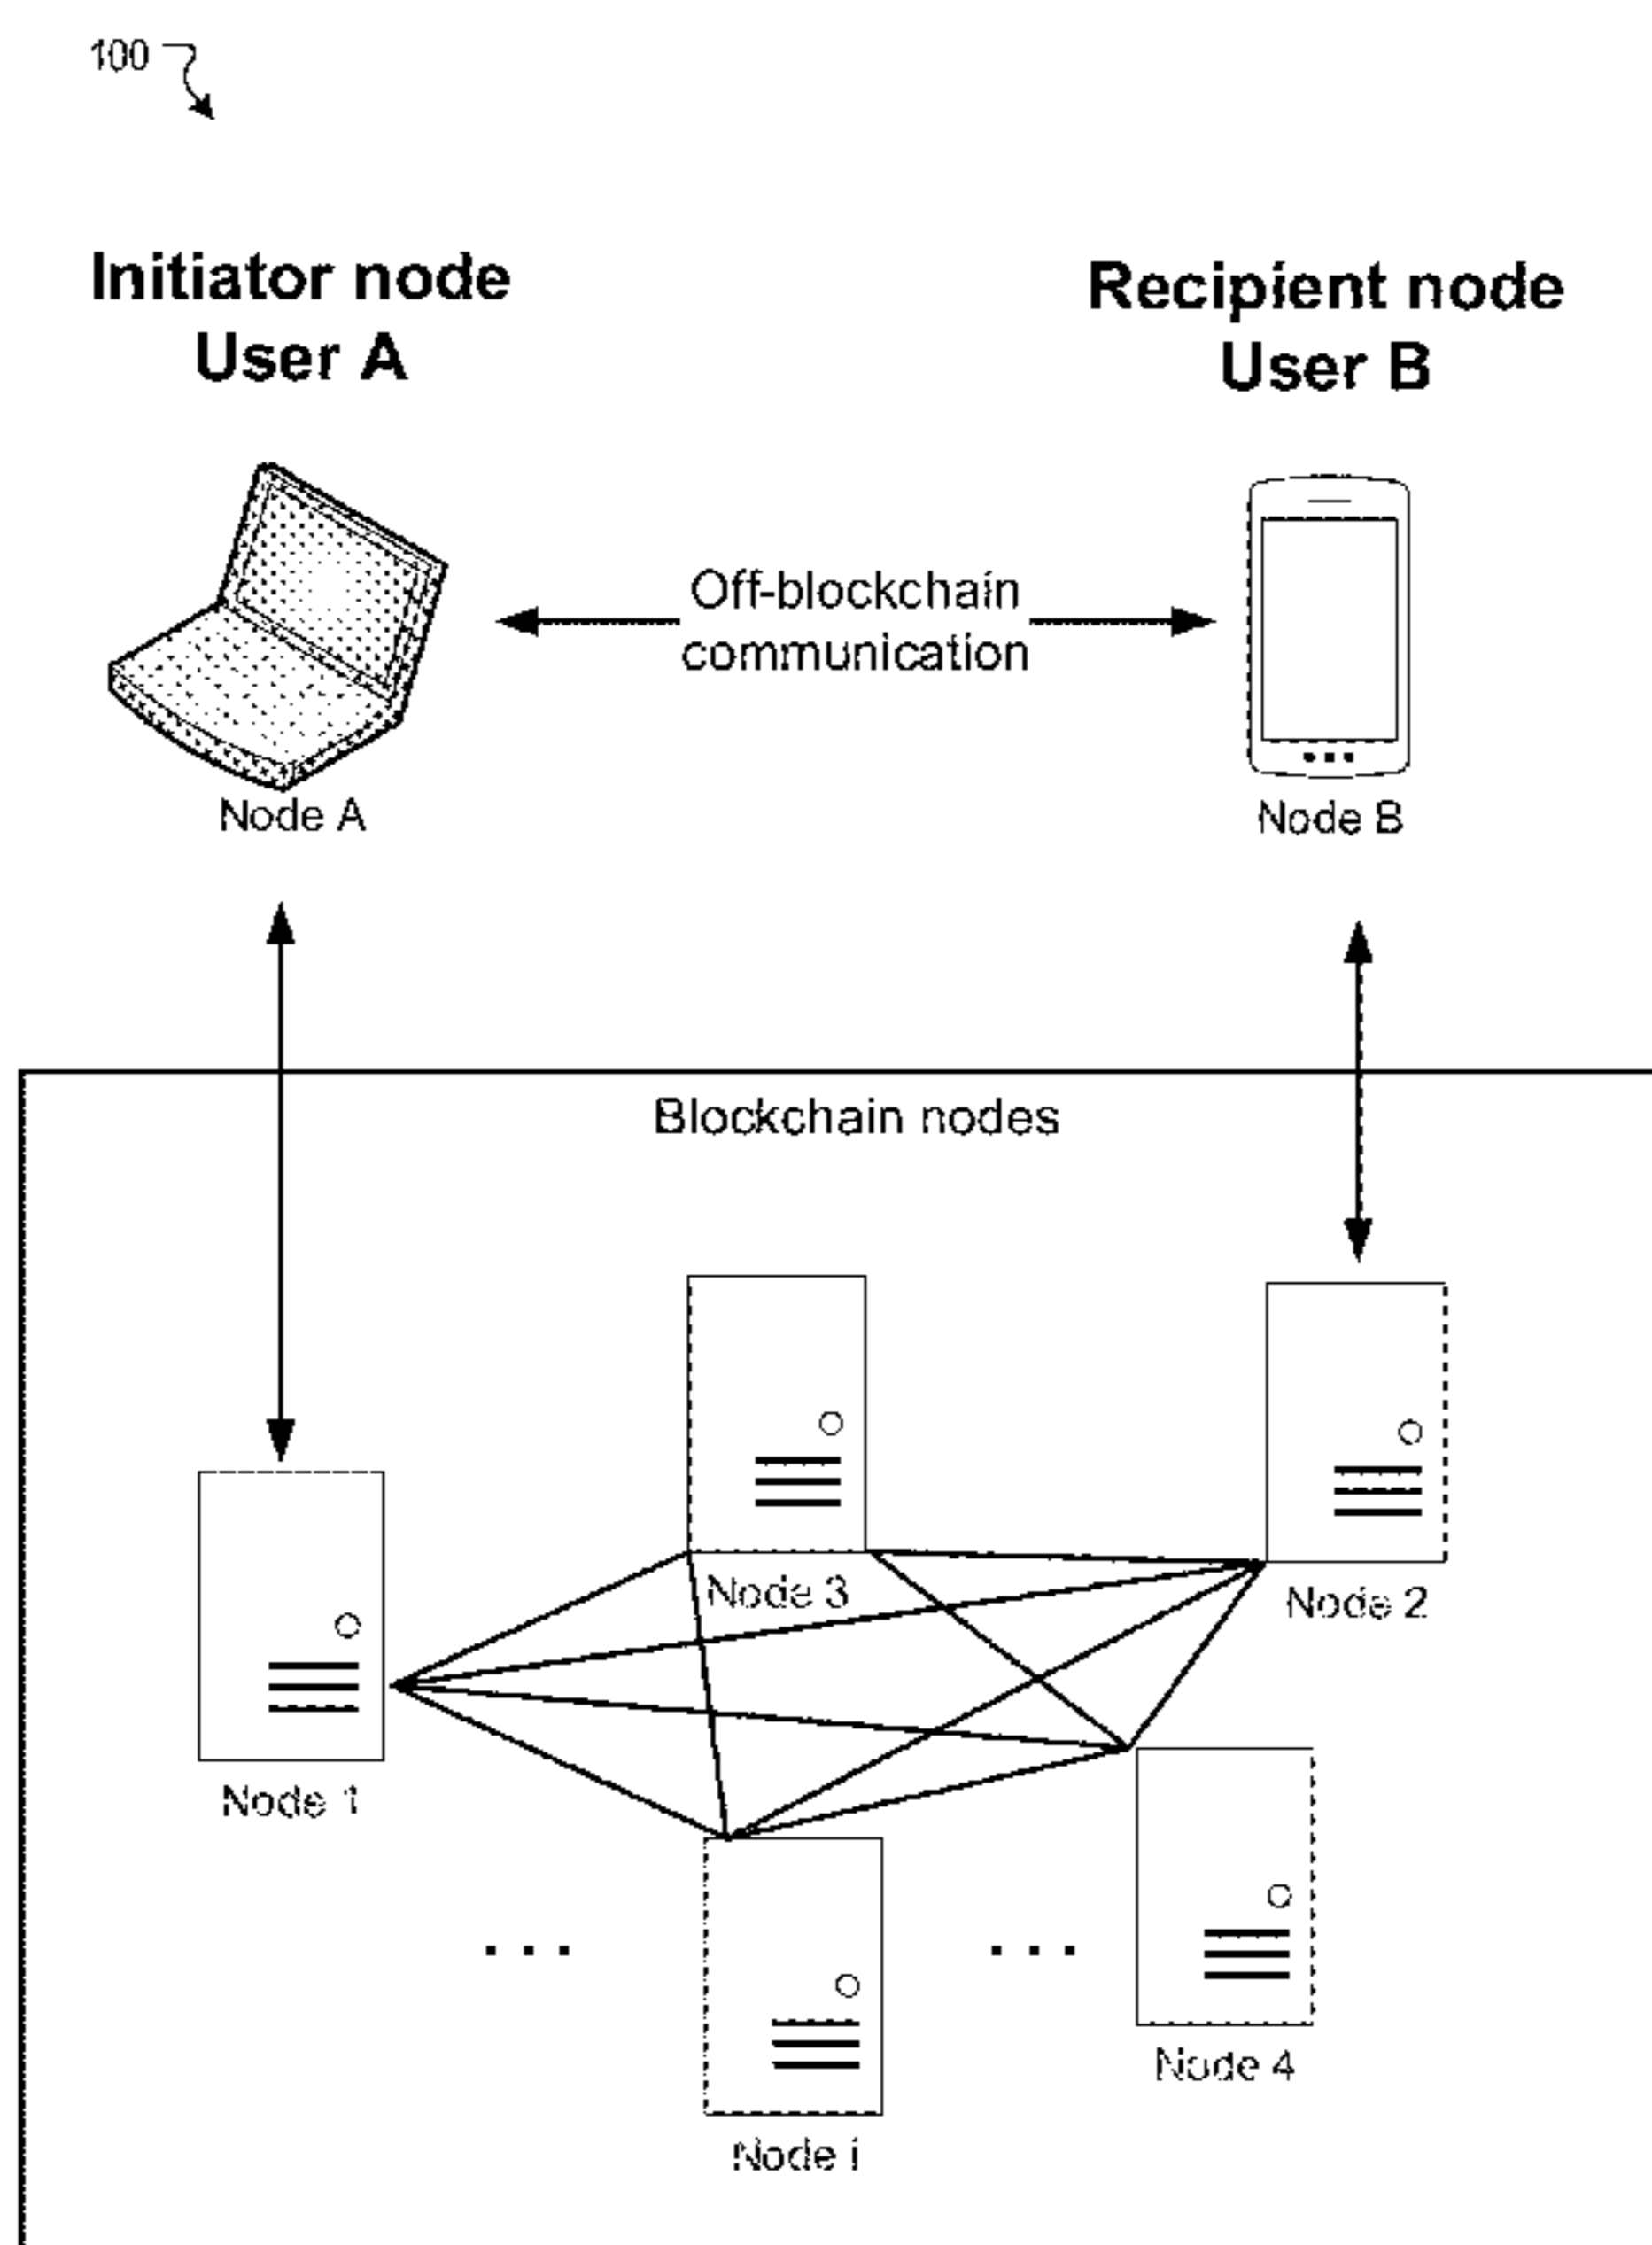 100
Initiator node
User A
Recipient node
User B
Off-blockchain
communication
Node A
Node B
Blockchain nodes
Node 3
Node 2
Node 1
Node 4
Node i